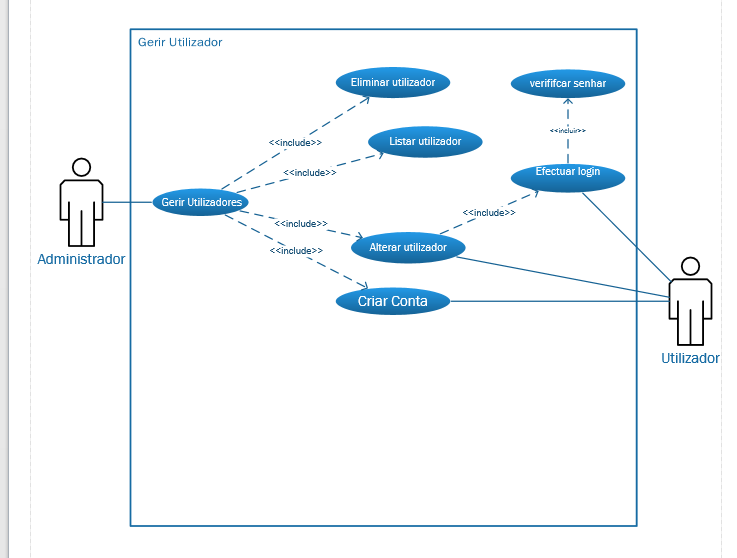 Gerir Utilizador
Eliminar utilizador
verififcar senhar
<<incluir>>
<<include>>
Listar utilizador
<<include>>
Efectuar login
Gerir Utilizadores
<<include>>
<<include>>
Alterar utilizador
<<include>>
Administrador
Criar Conta
Utilizador